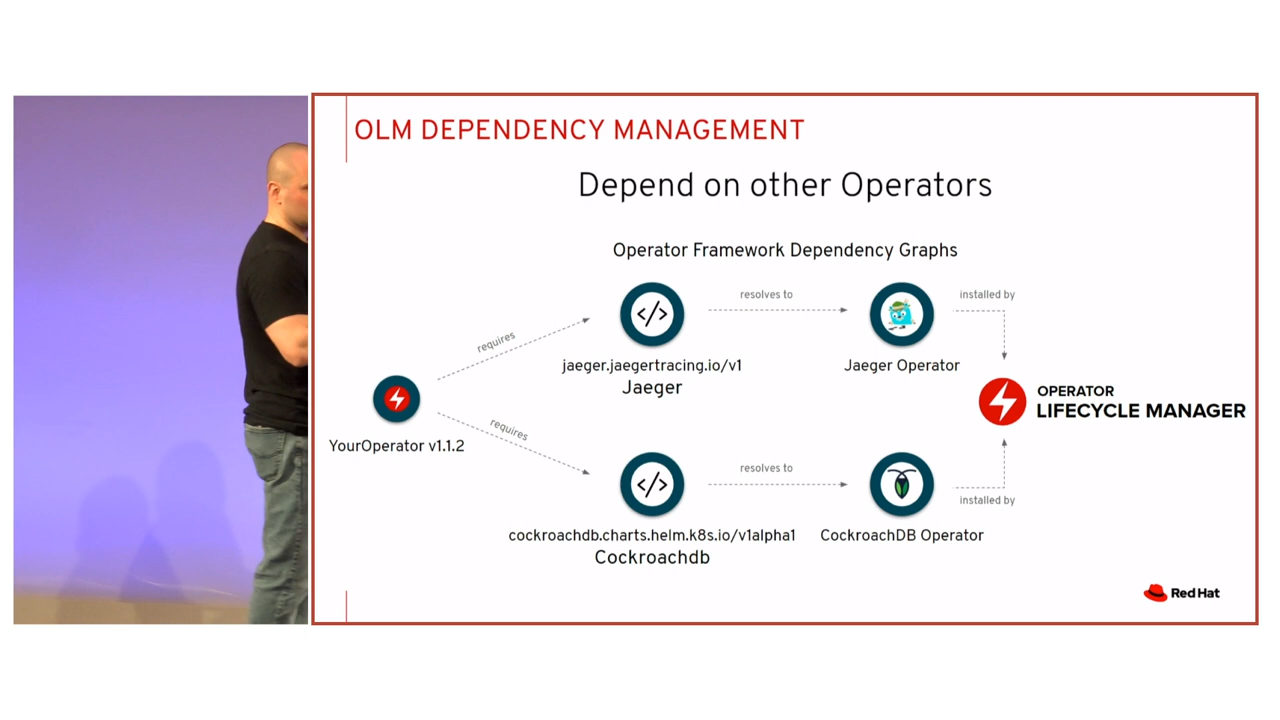 OLM DEPENDENCY MANAGEMENT
Depend on other Operators
Operator Framework Dependency Graphs
requires
resolves to
installed by
jaeger.jaegertracing.io/v1
Jaeger
Jaeger Operator
YourOperator v1.1.2
OPERATOR
LIFECYCLE MANAGER
requires
resolves to
installed by
cockroachdb.charts.helm.k8s.io/v1alpha1
Cockroachdb
CockroachDB Operator
Red Hat